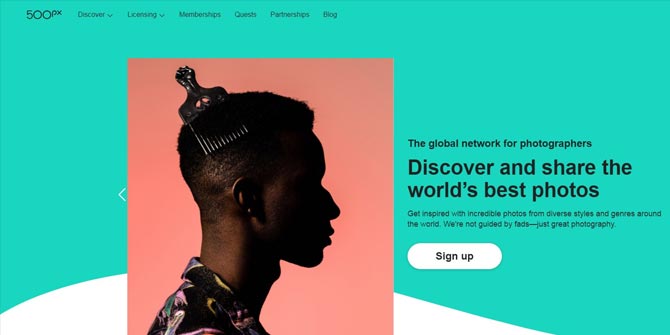 500px
Discover
Licensing
Memberships
Quests
Partnerships
Blog
The global network for photographers
Discover and share the
world’s best photos
Get inspired with incredible photos from diverse styles and genres around
the world. We're not guided by fads—just great photography.
Sign up